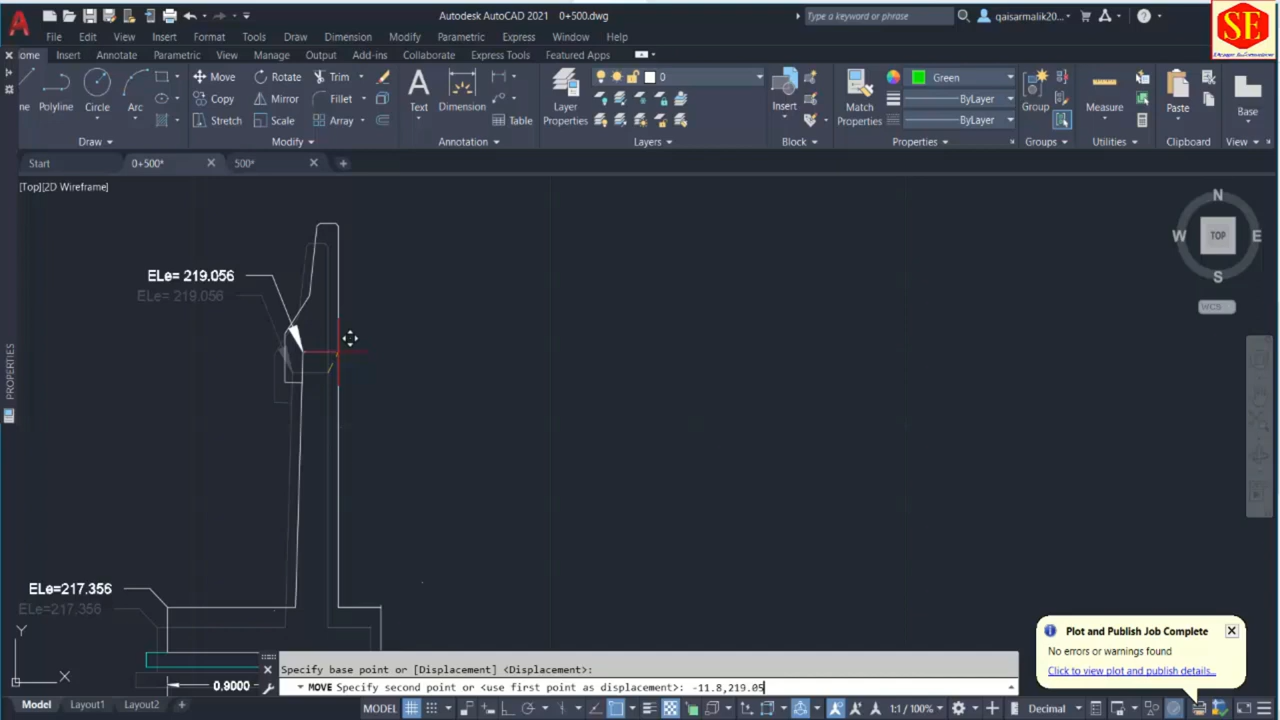 Autodesk AutoCAD 2021 0+500.dwg
Type a keyword or phrase
qaisarmalik20...
SE
File Edit View Insert Format Tools Draw Dimension Modify Parametric Express Window Help
ome Insert Annotate Parametric View Manage Output Add-ins Collaborate Express Tools Featured Apps
ne Polyline Circle Arc
Move Rotate Trim
Copy Mirror Fillet
Stretch Scale Array
Text Dimension Table
Layer Properties
0
Insert
Match Properties
Green
ByLayer
ByLayer
Group
Measure
Paste
Base
Draw Modify Annotation Layers Block Properties Groups Utilities Clipboard View
Start 0+500* 500*
[Top][2D Wireframe]
N
W TOP E
S
WCS
ELe= 219.056
ELe= 219.056
PROPERTIES
ELe=217.356
ELe=217.356
Y
X
0.9000
Plot and Publish Job Complete
No errors or warnings found
Click to view plot and publish details...
Specify base point or [Displacement] <Displacement>:
MOVE Specify second point or <use first point as displacement>: -11.8,219.05
Model Layout1 Layout2 +
MODEL 1:1 / 100% Decimal